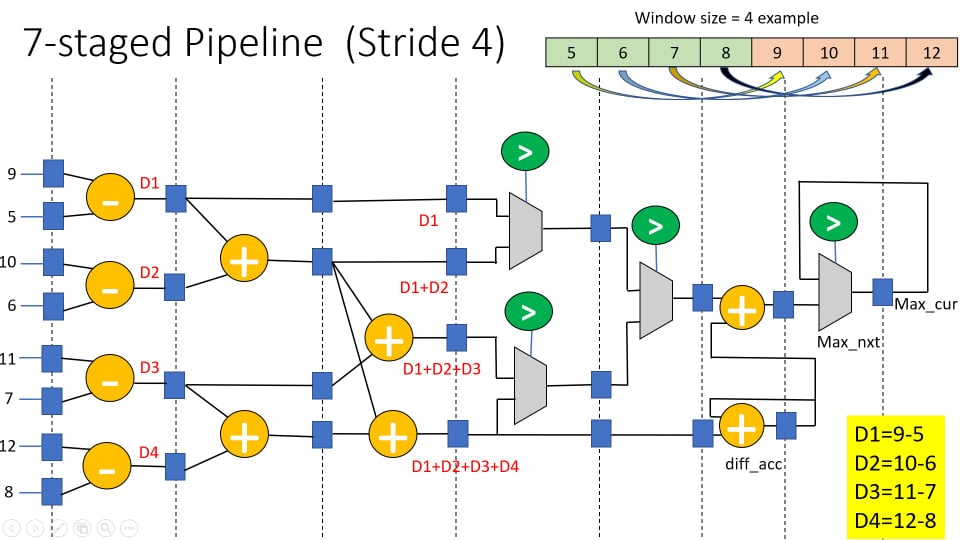 7-staged Pipeline (Stride 4)
Window size = 4 example
5 6 7 8 9 10 11 12
>
9
D1
5
D1
>
>
10
D2
6
D1+D2
>
Max_cur
Max_nxt
11
D3
7
D1+D2+D3
12
D4
8
D1+D2+D3+D4
diff_acc
-
-
-
-
+
+
+
+
+
+
D1=9-5
D2=10-6
D3=11-7
D4=12-8